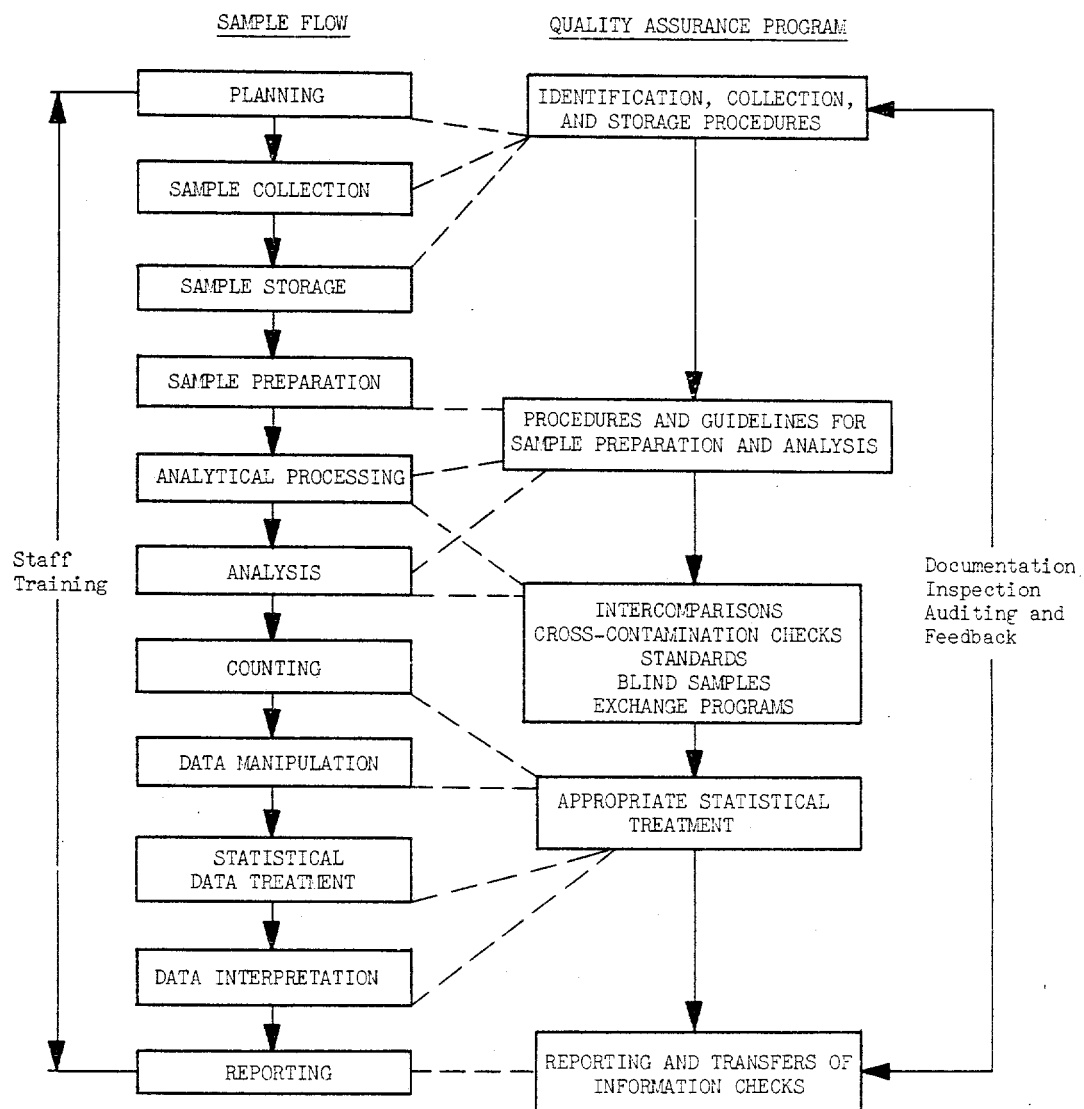 SAMPLE FLOW
QUALITY ASSURANCE PROGRAM
PLANNING
IDENTIFICATION, COLLECTION,
AND STORAGE PROCEDURES
SAMPLE COLLECTION
SAMPLE STORAGE
SAMPLE PREPARATION
PROCEDURES AND GUIDELINES FOR
SAMPLE PREPARATION AND ANALYSIS
ANALYTICAL PROCESSING
Staff
Training
ANALYSIS
Documentation,
Inspection
Auditing and
Feedback
INTERCOMPARISONS
CROSS-CONTAMINATION CHECKS
STANDARDS
BLIND SAMPLES
EXCHANGE PROGRAMS
COUNTING
DATA MANIPULATION
APPROPRIATE STATISTICAL
TREATMENT
STATISTICAL
DATA TREATMENT
DATA INTERPRETATION
REPORTING
REPORTING AND TRANSFERS OF
INFORMATION CHECKS